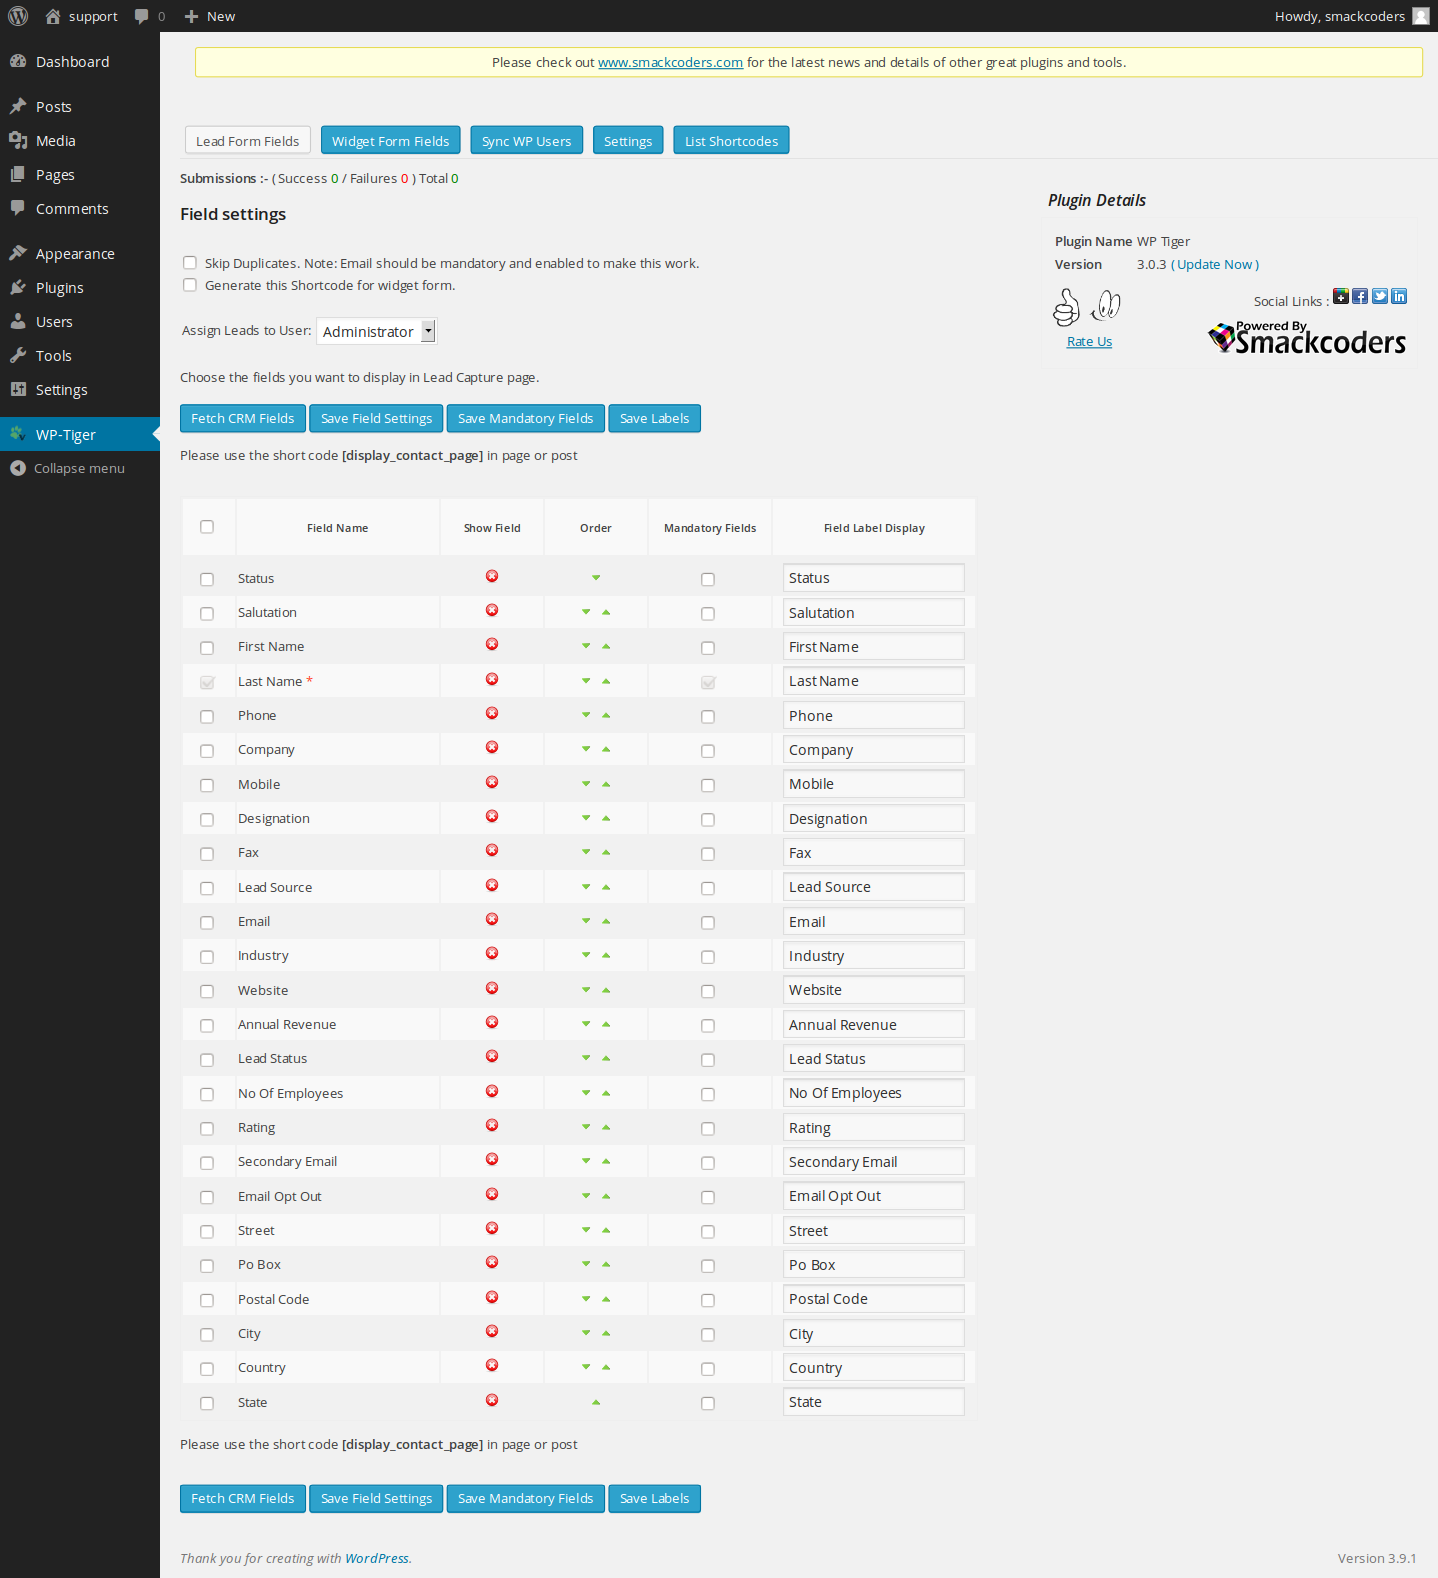 support 0 New Howdy, smackcoders
Dashboard
Posts
Media
Pages
Comments
Appearance
Plugins
Users
Tools
Settings
WP-Tiger
Collapse menu
Please check out www.smackcoders.com for the latest news and details of other great plugins and tools.
Lead Form Fields Widget Form Fields Sync WP Users Settings List Shortcodes
Submissions :- ( Success 0 / Failures 0 ) Total 0
Field settings
Skip Duplicates. Note: Email should be mandatory and enabled to make this work.
Generate this Shortcode for widget form.
Assign Leads to User: Administrator
Choose the fields you want to display in Lead Capture page.
Fetch CRM Fields Save Field Settings Save Mandatory Fields Save Labels
Please use the short code [display_contact_page] in page or post
Plugin Details
Plugin Name WP Tiger
Version 3.0.3 ( Update Now )
Social Links :
Rate Us
Powered By
Smackcoders
Field Name Show Field Order Mandatory Fields Field Label Display
Status Status
Salutation Salutation
First Name First Name
Last Name * Last Name
Phone Phone
Company Company
Mobile Mobile
Designation Designation
Fax Fax
Lead Source Lead Source
Email Email
Industry Industry
Website Website
Annual Revenue Annual Revenue
Lead Status Lead Status
No Of Employees No Of Employees
Rating Rating
Secondary Email Secondary Email
Email Opt Out Email Opt Out
Street Street
Po Box Po Box
Postal Code Postal Code
City City
Country Country
State State
Please use the short code [display_contact_page] in page or post
Fetch CRM Fields Save Field Settings Save Mandatory Fields Save Labels
Thank you for creating with WordPress. Version 3.9.1